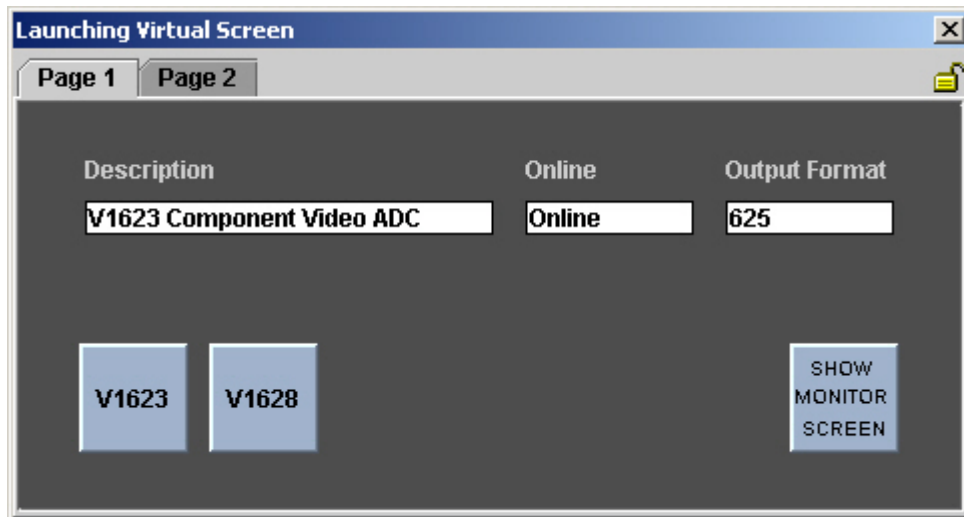 Launching Virtual Screen
Page 1 Page 2
Description Online Output Format
V1623 Component Video ADC Online 625
V1623 V1628 SHOW
MONITOR
SCREEN